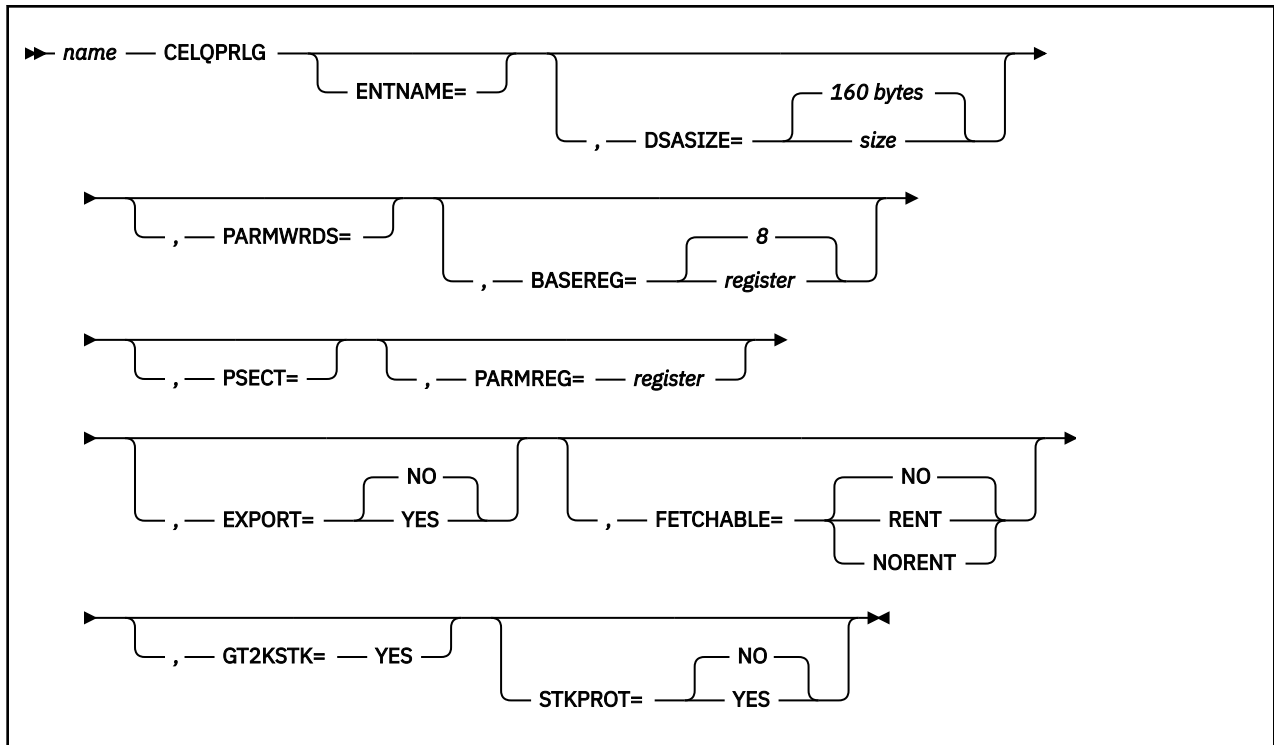 name CELQPRLG
ENTNAME=
160 bytes
, DSASIZE= size
, PARMWRDS=
8
, BASEREG= register
, PSECT=
, PARMREG= register
NO
, EXPORT= YES
NO
, FETCHABLE= RENT
NORENT
, GT2KSTK= YES
NO
STKPROT= YES